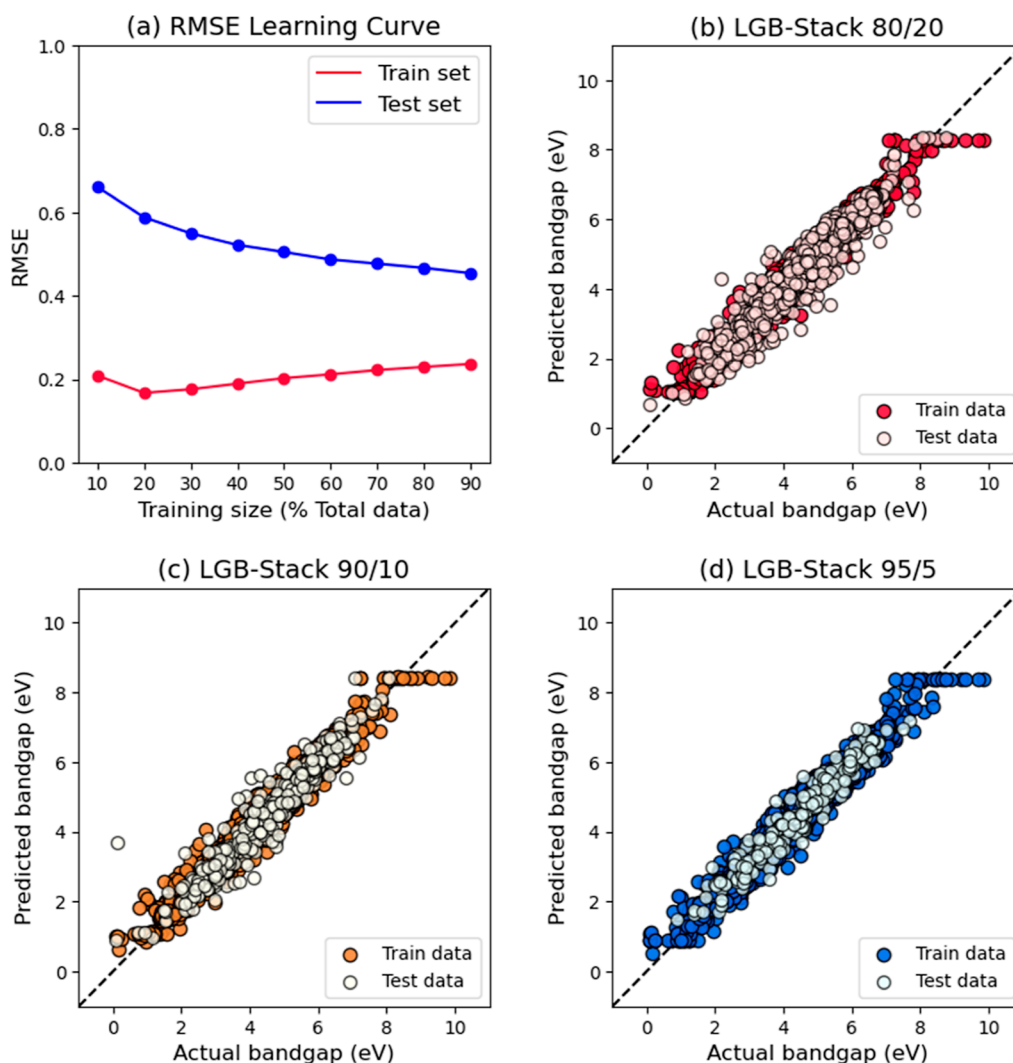 (a) RMSE Learning Curve
1.0
0.8
0.6
0.4
0.2
0.0
RMSE
Train set
Test set
10 20 30 40 50 60 70 80 90
Training size (% Total data)
(b) LGB-Stack 80/20
10
8
6
4
2
0
Predicted bandgap (eV)
Train data
Test data
0 2 4 6 8 10
Actual bandgap (eV)
(c) LGB-Stack 90/10
10
8
6
4
2
0
Predicted bandgap (eV)
Train data
Test data
0 2 4 6 8 10
Actual bandgap (eV)
(d) LGB-Stack 95/5
10
8
6
4
2
0
Predicted bandgap (eV)
Train data
Test data
0 2 4 6 8 10
Actual bandgap (eV)